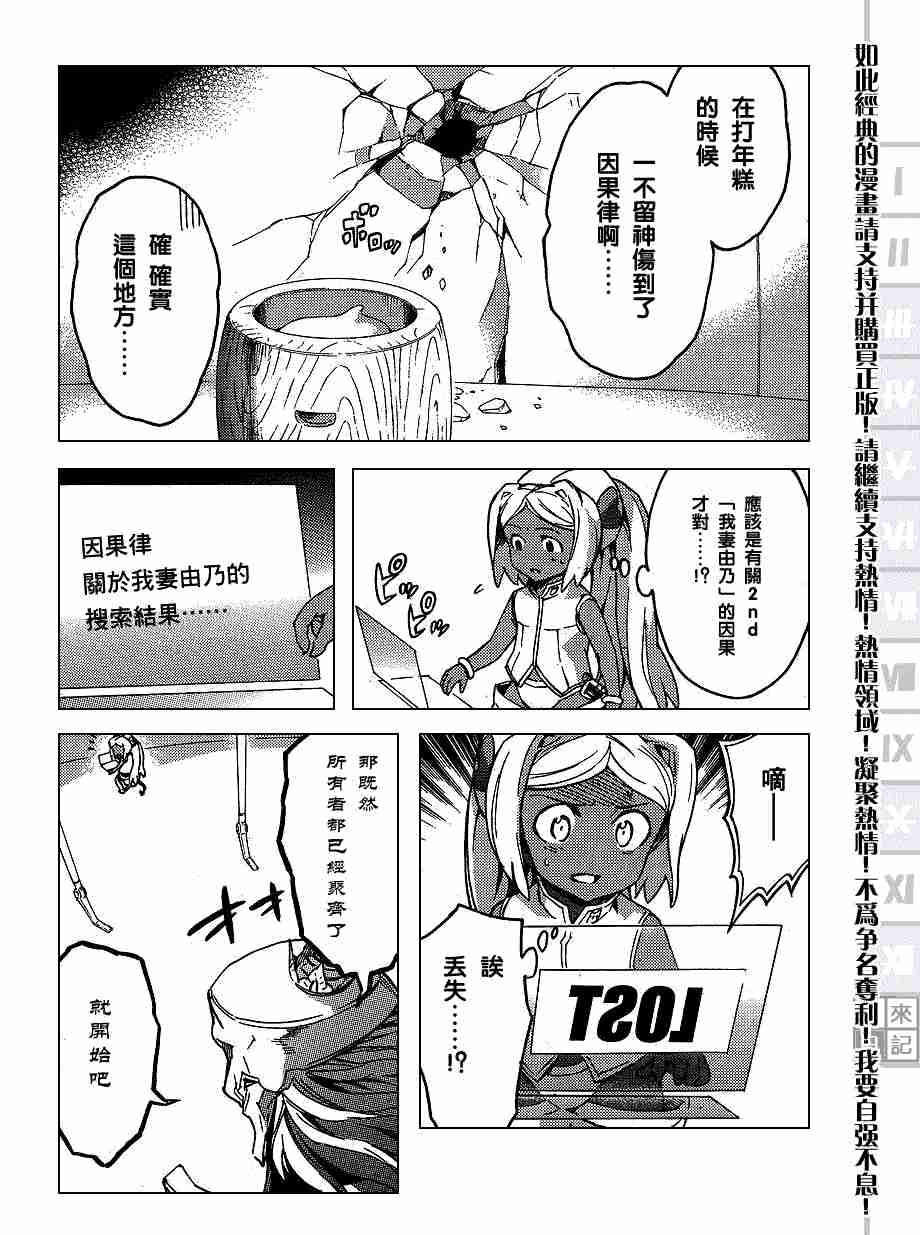 在打年糕
的時候
一不留神傷到了
因果律啊……
確 確實
這個地方……
ボロッ
應該是有關2nd
「我妻由乃」的因果
才對……!?
ピピピ
因果律
關於我妻由乃的
搜索結果……
嘀—
誒
丟失……!?
LOST
那既然
所有者都已經聚齊了
ギギ
就開始吧
如此經典的漫畫請支持并購買正版！請繼續支持熱情！熱情領域！凝聚熱情！不爲争名奪利！我要自强不息！
I
II
III
IV
V
VI
VII
VIII
XI
X
IX
來
記